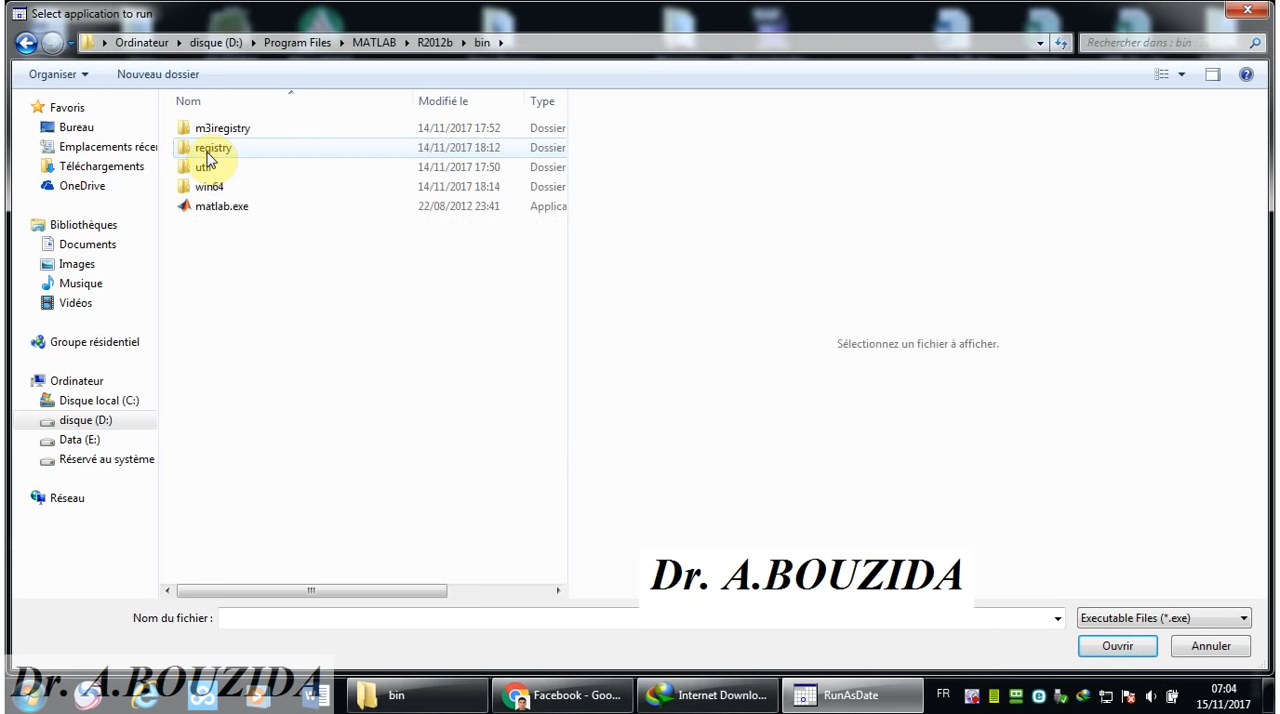 Select application to run
Ordinateur disque (D:) Program Files MATLAB R2012b bin
Rechercher dans : bin
Organiser Nouveau dossier
Nom Modifié le Type
Favoris
Bureau
Emplacements réce
Téléchargements
OneDrive
Bibliothèques
Documents
Images
Musique
Vidéos
Groupe résidentiel
Ordinateur
Disque local (C:)
disque (D:)
Data (E:)
Réservé au système
Réseau
m3iregistry 14/11/2017 17:52 Dossier
registry 14/11/2017 18:12 Dossier
util 14/11/2017 17:50 Dossier
win64 14/11/2017 18:14 Dossier
matlab.exe 22/08/2012 23:41 Applica
Sélectionnez un fichier à afficher.
Dr. A.BOUZIDA
Nom du fichier : Executable Files (*.exe)
Ouvrir Annuler
Dr. A.BOUZIDA
bin Facebook - Goo... Internet Downlo... RunAsDate FR 07:04
15/11/2017